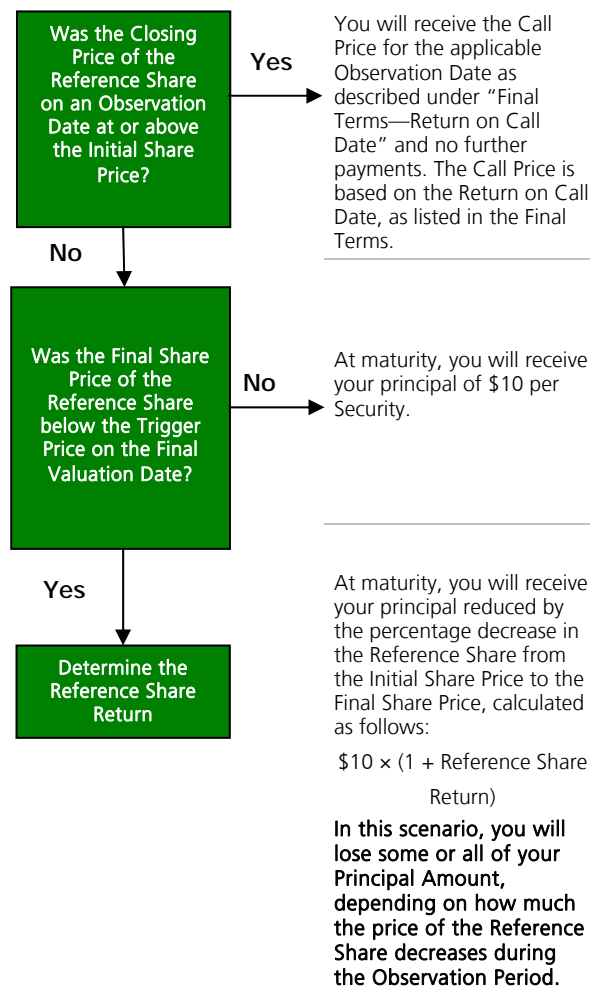 Was the Closing
Price of the
Reference Share
on an Observation
Date at or above
the Initial Share
Price?
Yes
You will receive the Call
Price for the applicable
Observation Date as
described under “Final
Terms—Return on Call
Date” and no further
payments. The Call Price is
based on the Return on Call
Date, as listed in the Final
Terms.
No
Was the Final Share
Price of the
Reference Share
below the Trigger
Price on the Final
Valuation Date?
No
At maturity, you will receive
your principal of $10 per
Security.
Yes
Determine the
Reference Share
Return
At maturity, you will receive
your principal reduced by
the percentage decrease in
the Reference Share from
the Initial Share Price to the
Final Share Price, calculated
as follows:
$10 × (1 + Reference Share
Return)
In this scenario, you will
lose some or all of your
Principal Amount,
depending on how much
the price of the Reference
Share decreases during
the Observation Period.